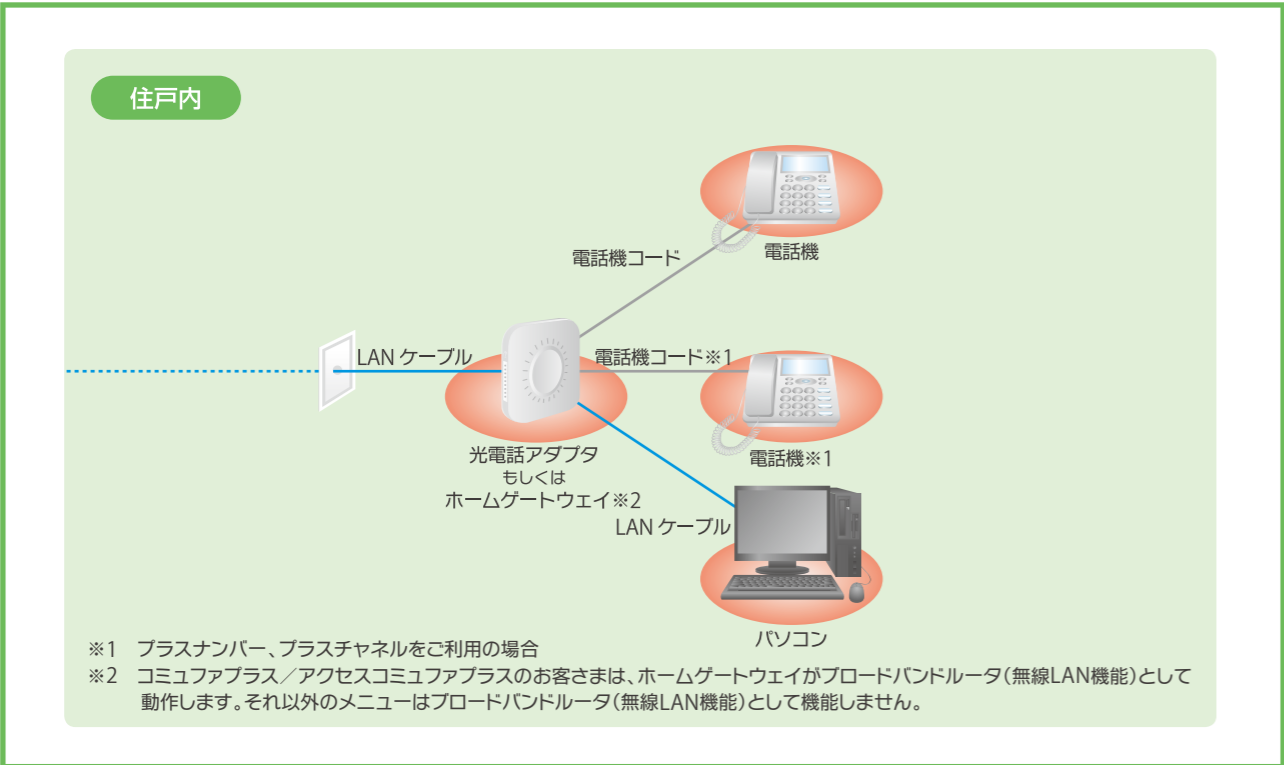 住戸内
電話機コード
電話機
LAN ケーブル
電話機コード※1
光電話アダプタ
もしくは
ホームゲートウェイ※2
電話機※1
LAN ケーブル
パソコン
※1 プラスナンバー、プラスチャネルをご利用の場合
※2 コミュファプラス／アクセスコミュファプラスのお客さまは、ホームゲートウェイがブロードバンドルータ(無線LAN機能)として
動作します。それ以外のメニューはブロードバンドルータ(無線LAN機能)として機能しません。